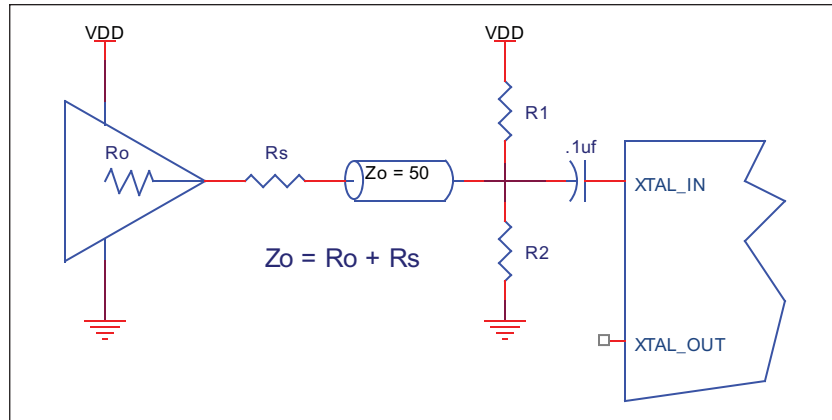 VDD
VDD
R1
Ro
Rs
Zo = 50
.1uf
XTAL_IN
Zo = Ro + Rs
R2
XTAL_OUT